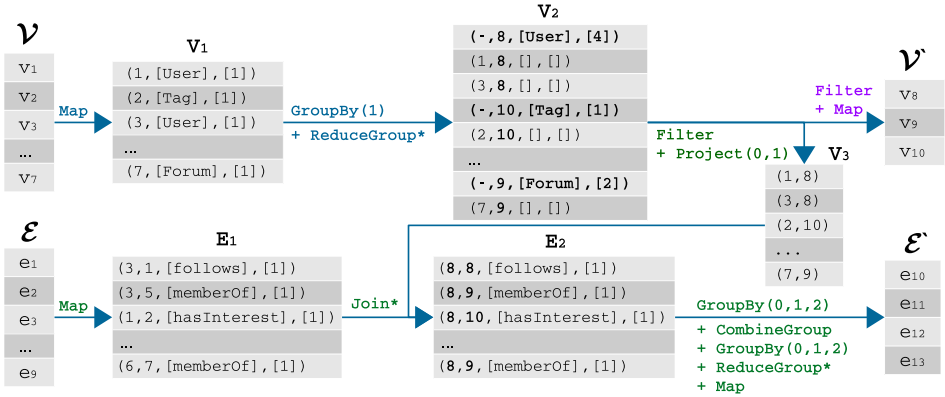 𝒱
v1
v2
v3
...
v7
Map
V1
(1,[User],[1])
(2,[Tag],[1])
(3,[User],[1])
...
(7,[Forum],[1])
GroupBy(1)
+ ReduceGroup*
V2
(-,8,[User],[4])
(1,8,[],[])
(3,8,[],[])
(-,10,[Tag],[1])
(2,10,[],[])
...
(-,9,[Forum],[2])
(7,9,[],[])
Filter
+ Map
𝒱`
v8
v9
v10
Filter
+ Project(0,1)
V3
(1,8)
(3,8)
(2,10)
...
(7,9)
ℰ
e1
e2
e3
...
e9
Map
E1
(3,1,[follows],[1])
(3,5,[memberOf],[1])
(1,2,[hasInterest],[1])
...
(6,7,[memberOf],[1])
Join*
E2
(8,8,[follows],[1])
(8,9,[memberOf],[1])
(8,10,[hasInterest],[1])
...
(8,9,[memberOf],[1])
GroupBy(0,1,2)
+ CombineGroup
+ GroupBy(0,1,2)
+ ReduceGroup*
+ Map
ℰ`
e10
e11
e12
e13